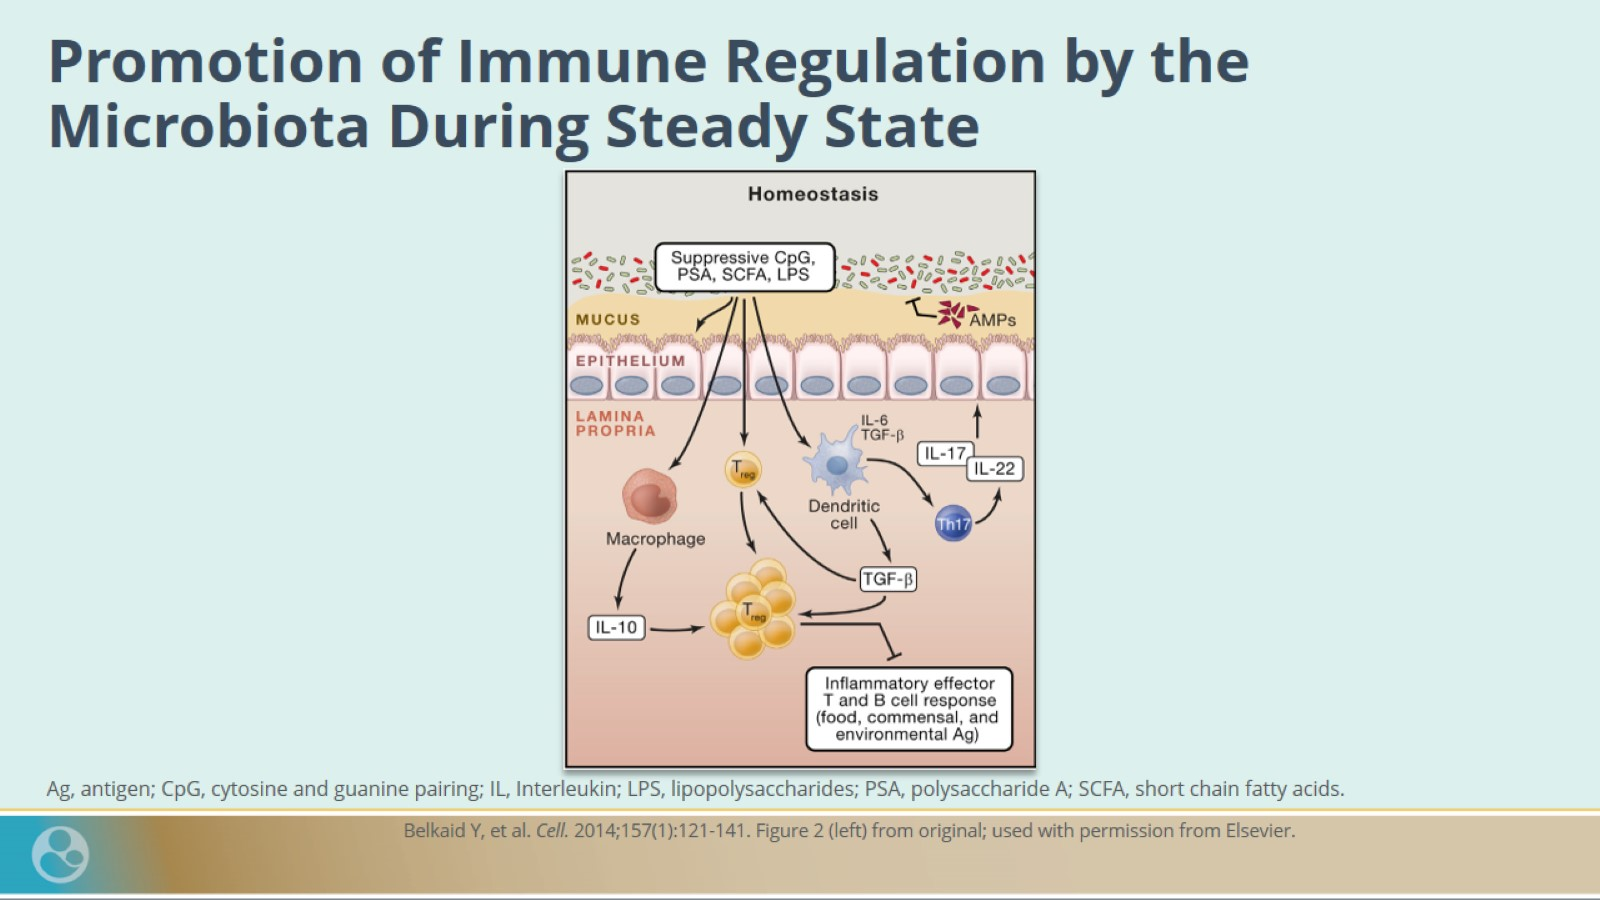 Promotion of Immune Regulation by the
Microbiota During Steady State
Homeostasis
Suppressive CpG,
PSA, SCFA, LPS
MUCUS
AMPs
EPITHELIUM
LAMINA
PROPRIA
IL-6
TGF-β
IL-17
IL-22
Treg
Dendritic
cell
Th17
Macrophage
TGF-β
Treg
IL-10
Inflammatory effector
T and B cell response
(food, commensal, and
environmental Ag)
Ag, antigen; CpG, cytosine and guanine pairing; IL, Interleukin; LPS, lipopolysaccharides; PSA, polysaccharide A; SCFA, short chain fatty acids.
Belkaid Y, et al. Cell. 2014;157(1):121-141. Figure 2 (left) from original; used with permission from Elsevier.